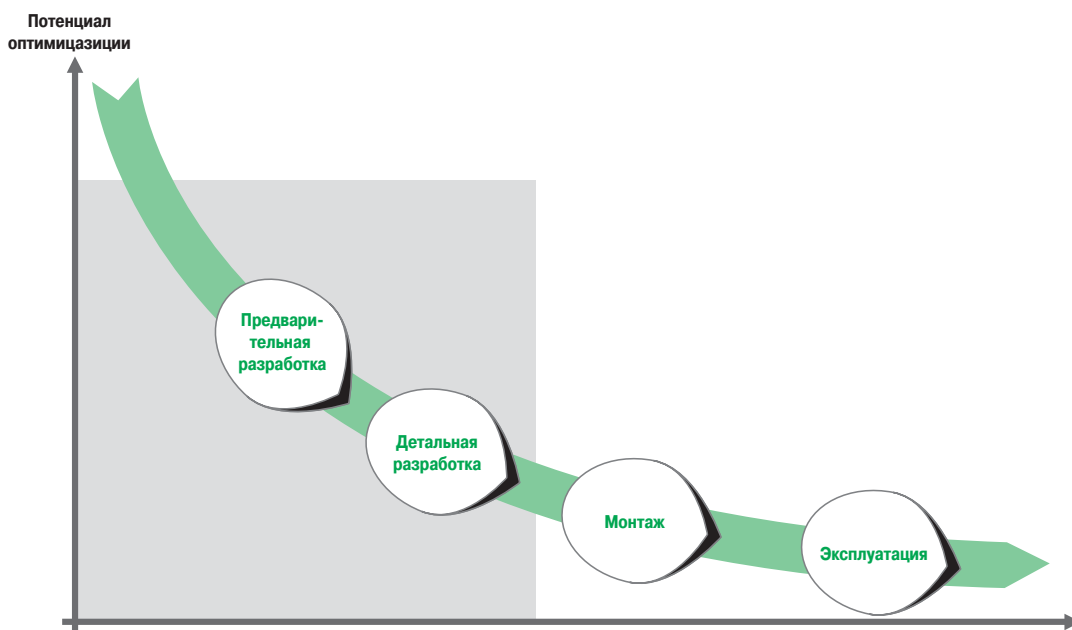 Потенциал
оптимицазиции
Предвари-
тельная
разработка
Детальная
разработка
Монтаж
Эксплуатация